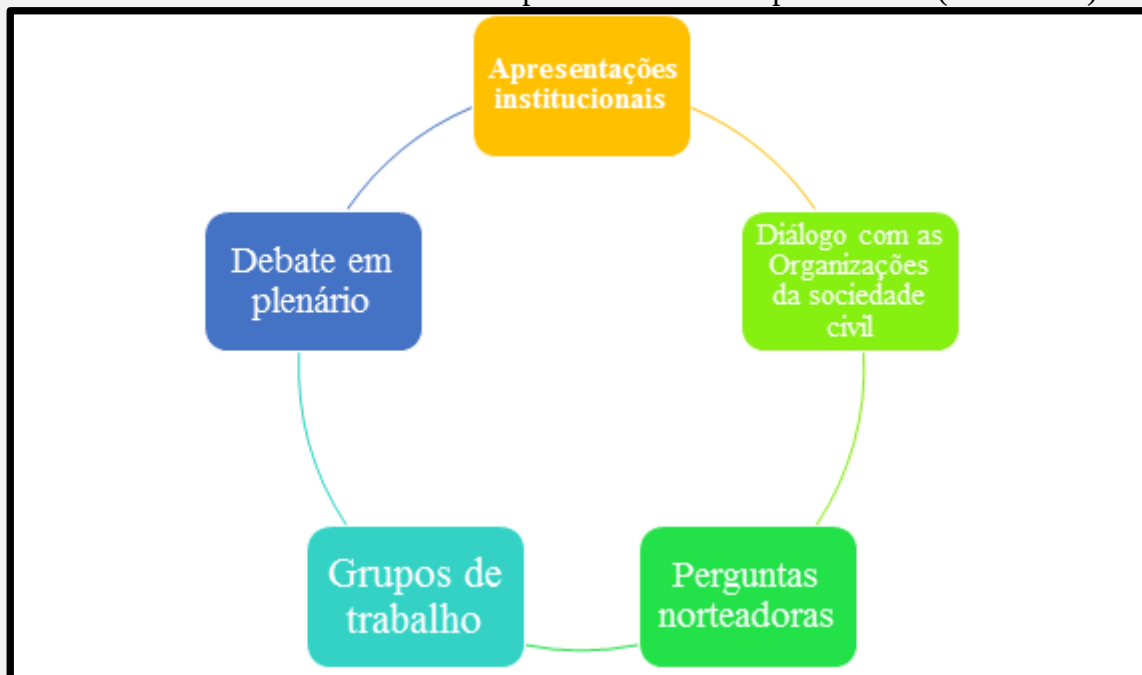 Apresentações
institucionais
Diálogo com as
Organizações
da sociedade
civil
Perguntas
norteadoras
Grupos de
trabalho
Debate em
plenário